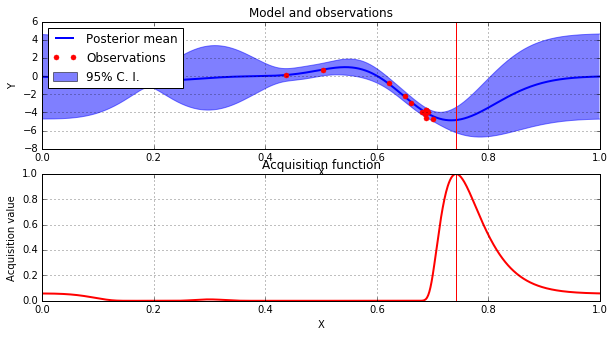 Model and observations
Y
6
4
2
0
−2
−4
−6
−8
Posterior mean
Observations
95% C. I.
0.0 0.2 0.4 0.6 0.8 1.0
X
Acquisition function
Acquisition value
1.0
0.8
0.6
0.4
0.2
0.0
0.0 0.2 0.4 0.6 0.8 1.0
X